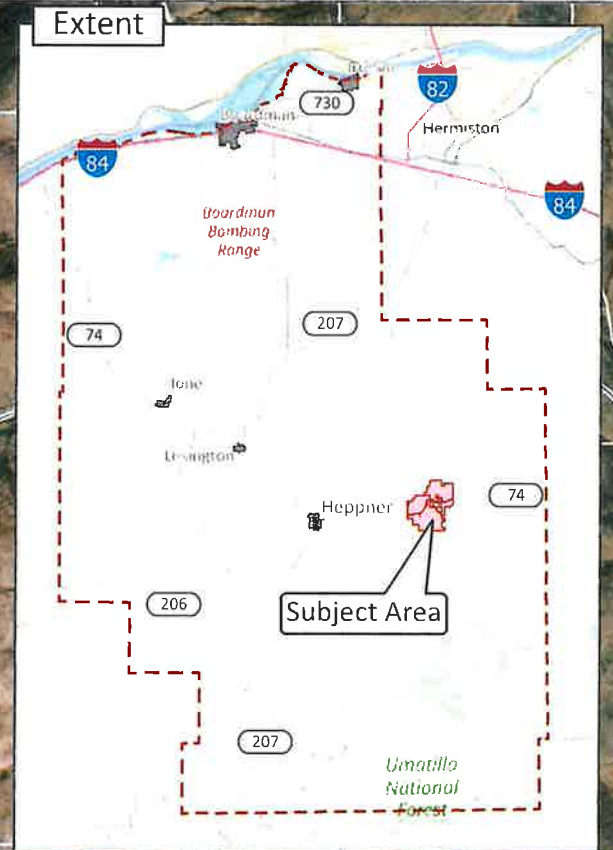 Extent
730
82
Boardman
Hermiston
84
84
Boardman
Bombing
Range
207
74
Ione
Lexington
74
Heppner
206
Subject Area
207
Umatilla
National
Forest